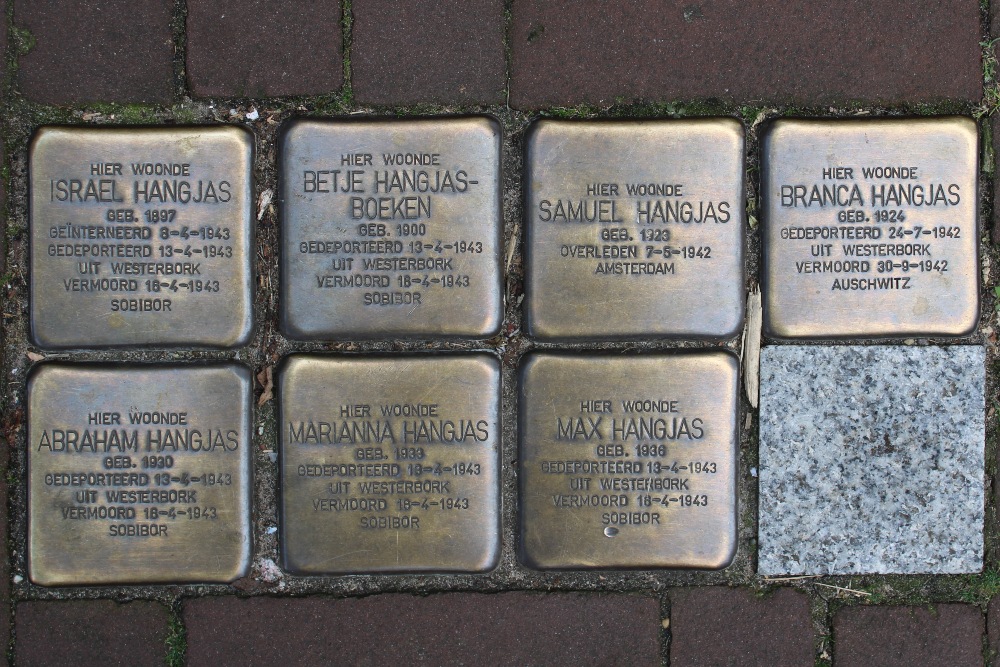 HIER WOONDE
ISRAEL HANGJAS
GEB. 1897
GEÏNTERNEERD 8-4-1943
GEDEPORTEERD 13-4-1943
UIT WESTERBORK
VERMOORD 16-4-1943
SOBIBOR
HIER WOONDE
BETJE HANGJAS-
BOEKEN
GEB. 1900
GEDEPORTEERD 13-4-1943
UIT WESTERBORK
VERMOORD 16-4-1943
SOBIBOR
HIER WOONDE
SAMUEL HANGJAS
GEB. 1923
OVERLEDEN 7-5-1942
AMSTERDAM
HIER WOONDE
BRANCA HANGJAS
GEB. 1924
GEDEPORTEERD 24-7-1942
UIT WESTERBORK
VERMOORD 30-9-1942
AUSCHWITZ
HIER WOONDE
ABRAHAM HANGJAS
GEB. 1930
GEDEPORTEERD 13-4-1943
UIT WESTERBORK
VERMOORD 16-4-1943
SOBIBOR
HIER WOONDE
MARIANNA HANGJAS
GEB. 1933
GEDEPORTEERD 13-4-1943
UIT WESTERBORK
VERMOORD 16-4-1943
SOBIBOR
HIER WOONDE
MAX HANGJAS
GEB. 1936
GEDEPORTEERD 13-4-1943
UIT WESTENBORK
VERMOORD 16-4-1943
SOBIBOR